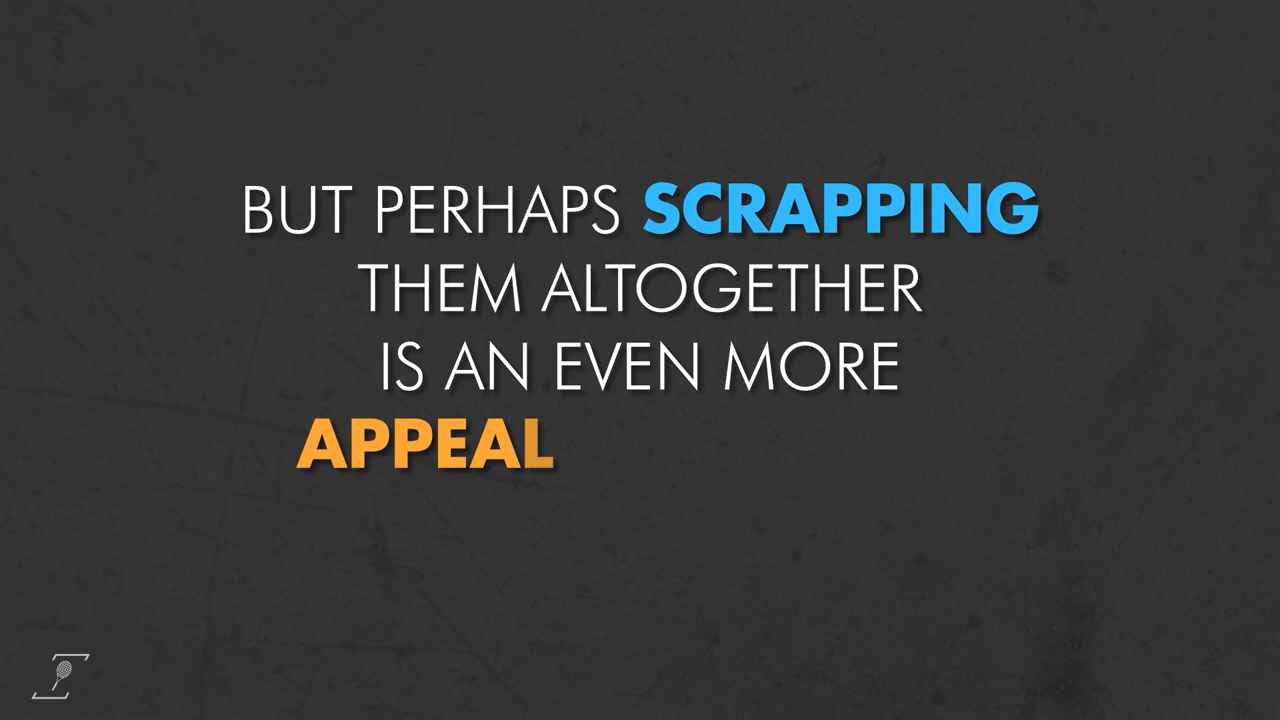 BUT PERHAPS SCRAPPING
THEM ALTOGETHER
IS AN EVEN MORE
APPEAL